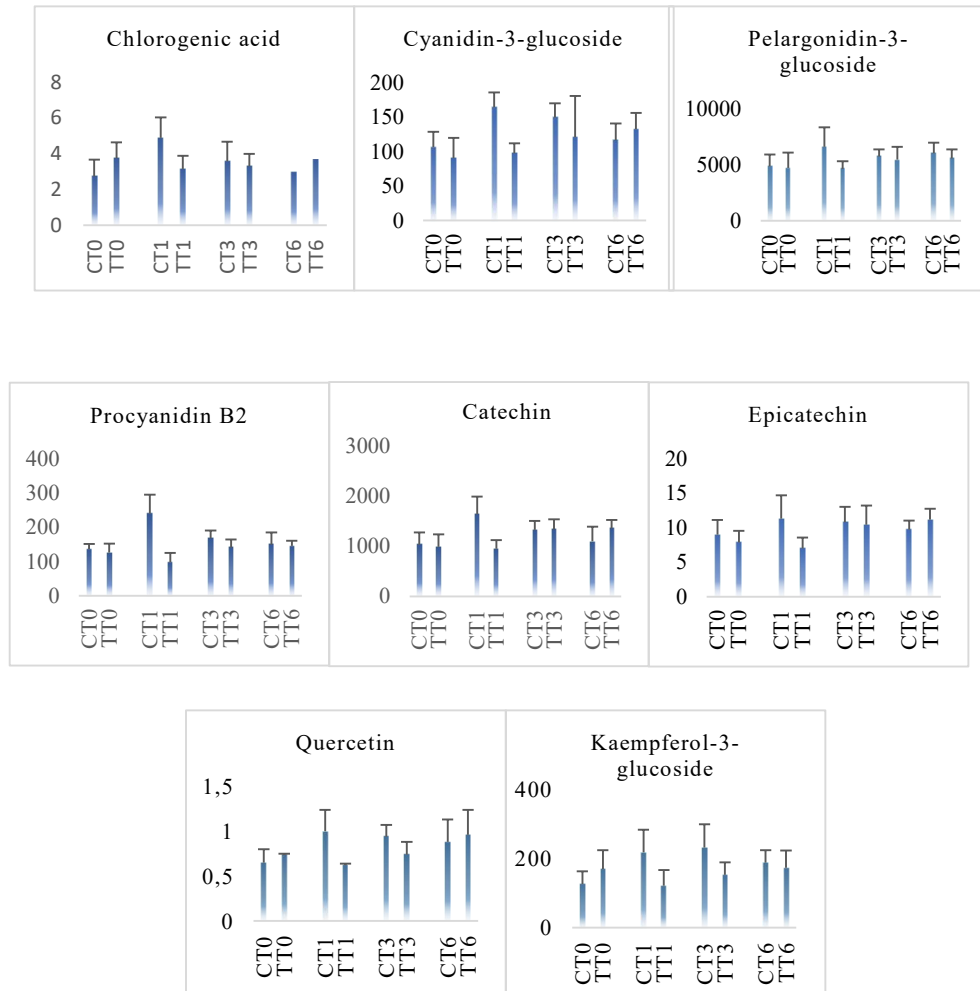 Chlorogenic acid
8
6
4
2
0
CT0
TT0
CT1
TT1
CT3
TT3
CT6
TT6
Cyanidin-3-glucoside
200
150
100
50
0
CT0
TT0
CT1
TT1
CT3
TT3
CT6
TT6
Pelargonidin-3-
glucoside
10000
5000
0
CT0
TT0
CT1
TT1
CT3
TT3
CT6
TT6
Procyanidin B2
400
300
200
100
0
CT0
TT0
CT1
TT1
CT3
TT3
CT6
TT6
Catechin
3000
2000
1000
0
CT0
TT0
CT1
TT1
CT3
TT3
CT6
TT6
Epicatechin
20
15
10
5
0
CT0
TT0
CT1
TT1
CT3
TT3
CT6
TT6
Quercetin
1,5
1
0,5
0
CT0
TT0
CT1
TT1
CT3
TT3
CT6
TT6
Kaempferol-3-
glucoside
400
200
0
CT0
TT0
CT1
TT1
CT3
TT3
CT6
TT6